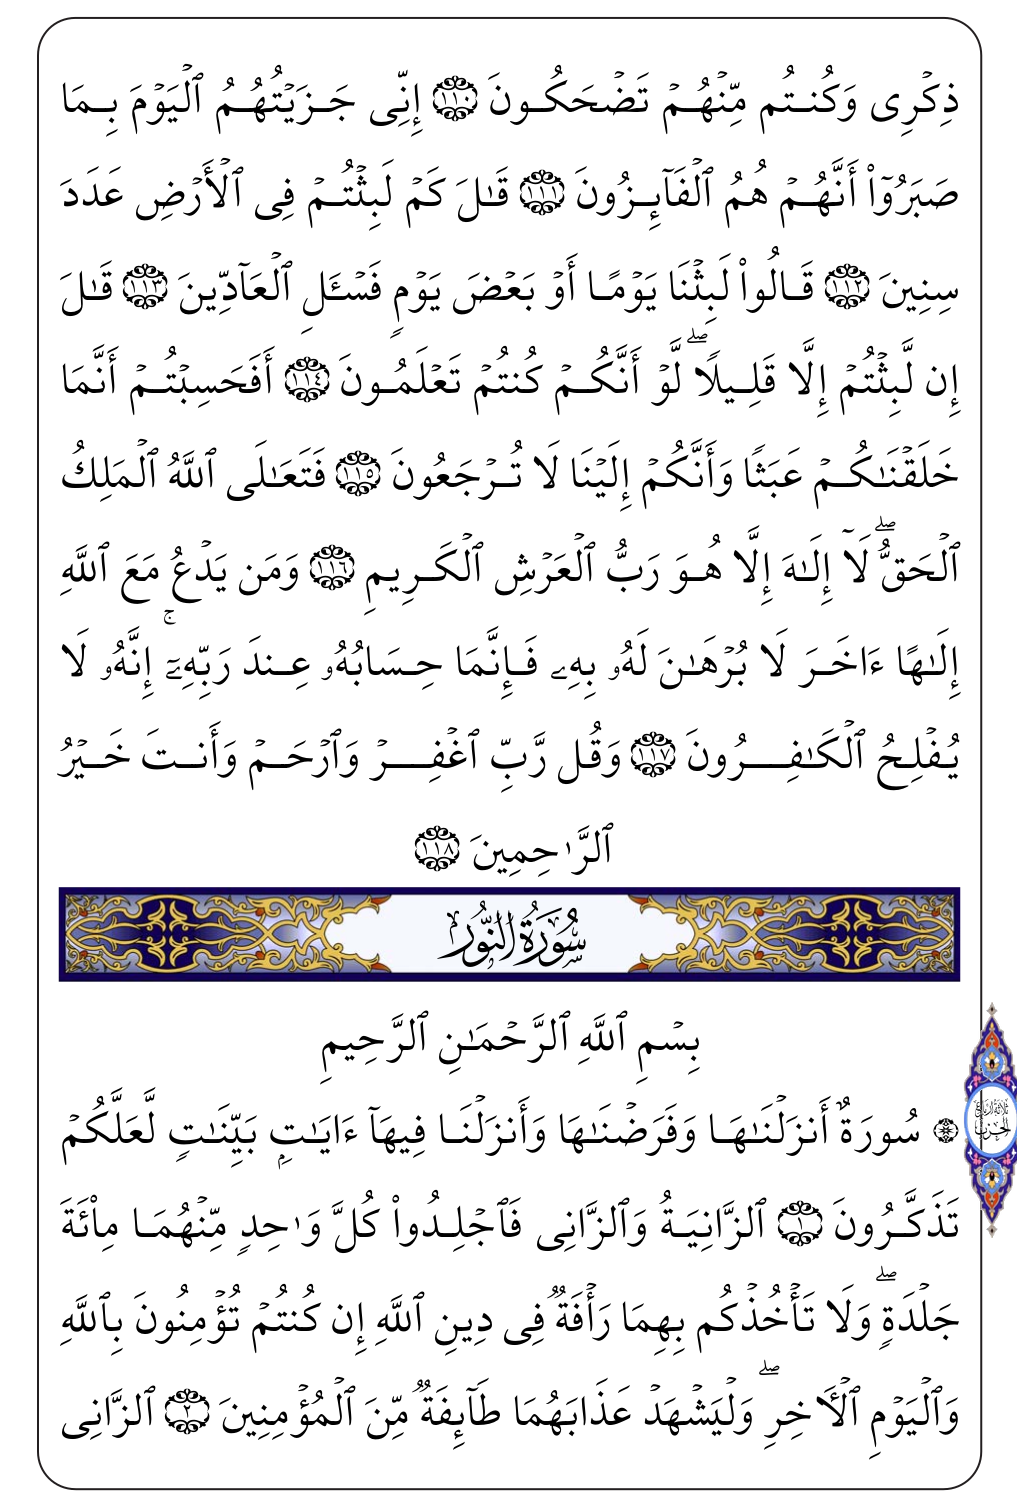 ذِكۡرِى وَكُنتُم مِّنۡهُمۡ تَضۡحَكُونَ ١١٠ إِنِّى جَزَيۡتُهُمُ ٱلۡيَوۡمَ بِمَا
صَبَرُوٓاْ أَنَّهُمۡ هُمُ ٱلۡفَآئِزُونَ ١١١ قَٰلَ كَمۡ لَبِثۡتُمۡ فِى ٱلۡأَرۡضِ عَدَدَ
سِنِينَ ١١٢ قَالُواْ لَبِثۡنَا يَوۡمًا أَوۡ بَعۡضَ يَوۡمٖ فَسۡـَٔلِ ٱلۡعَآدِّينَ ١١٣ قَٰلَ
إِن لَّبِثۡتُمۡ إِلَّا قَلِيلٗاۖ لَّوۡ أَنَّكُمۡ كُنتُمۡ تَعۡلَمُونَ ١١٤ أَفَحَسِبۡتُمۡ أَنَّمَا
خَلَقۡنَٰكُمۡ عَبَثٗا وَأَنَّكُمۡ إِلَيۡنَا لَا تُرۡجَعُونَ ١١٥ فَتَعَٰلَى ٱللَّهُ ٱلۡمَلِكُ
ٱلۡحَقُّۖ لَآ إِلَٰهَ إِلَّا هُوَ رَبُّ ٱلۡعَرۡشِ ٱلۡكَرِيمِ ١١٦ وَمَن يَدۡعُ مَعَ ٱللَّهِ
إِلَٰهًا ءَاخَرَ لَا بُرۡهَٰنَ لَهُۥ بِهِۦ فَإِنَّمَا حِسَابُهُۥ عِندَ رَبِّهِۦٓۚ إِنَّهُۥ لَا
يُفۡلِحُ ٱلۡكَٰفِرُونَ ١١٧ وَقُل رَّبِّ ٱغۡفِرۡ وَٱرۡحَمۡ وَأَنتَ خَيۡرُ
ٱلرَّٰحِمِينَ ١١٨
سُورَةُ النُّورِ
بِسۡمِ ٱللَّهِ ٱلرَّحۡمَٰنِ ٱلرَّحِيمِ
۞ سُورَةٌ أَنزَلۡنَٰهَا وَفَرَضۡنَٰهَا وَأَنزَلۡنَا فِيهَآ ءَايَٰتِۭ بَيِّنَٰتٖ لَّعَلَّكُمۡ
ثلاثة أرباع
الحزب
تَذَكَّرُونَ ١ ٱلزَّانِيَةُ وَٱلزَّانِى فَٱجۡلِدُواْ كُلَّ وَٰحِدٖ مِّنۡهُمَا مِاْئَةَ
جَلۡدَةٖۖ وَلَا تَأۡخُذۡكُم بِهِمَا رَأۡفَةٞ فِى دِينِ ٱللَّهِ إِن كُنتُمۡ تُؤۡمِنُونَ بِٱللَّهِ
وَٱلۡيَوۡمِ ٱلۡأٓخِرِۖ وَلۡيَشۡهَدۡ عَذَابَهُمَا طَآئِفَةٞ مِّنَ ٱلۡمُؤۡمِنِينَ ٢ ٱلزَّانِى